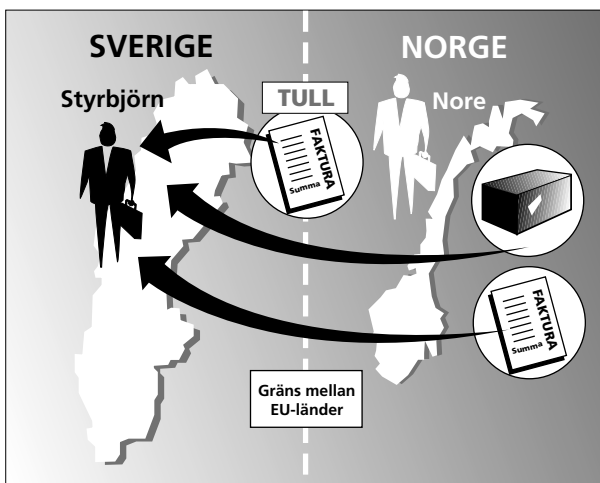 SVERIGE
NORGE
Styrbjörn
TULL
Nore
FAKTURA
Summa
FAKTURA
Summa
Gräns mellan
EU-länder